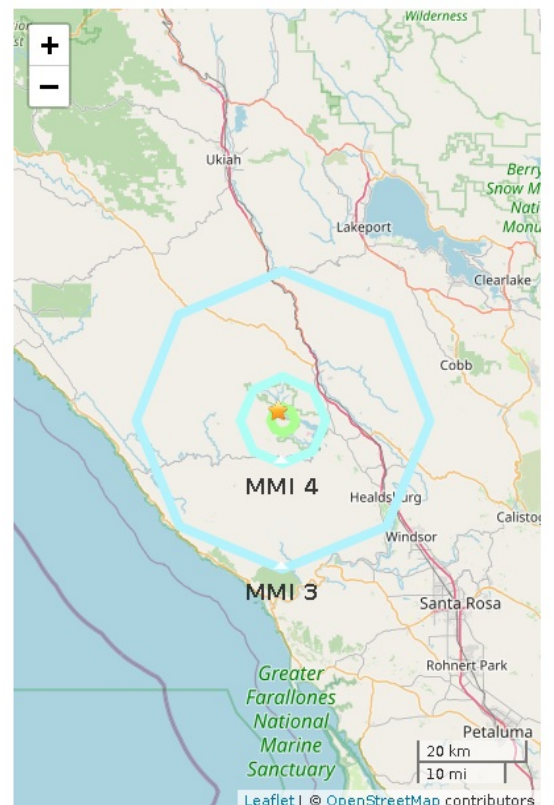 Wilderness
+
−
Ukiah
Berry
Snow M
Nati
Monu
Lakeport
Clearlake
Cobb
MMI 4
Healdsburg
Calistog
Windsor
MMI 3
Santa Rosa
Rohnert Park
Greater
Farallones
National
Marine
Sanctuary
Petaluma
20 km
10 mi
Leaflet | © OpenStreetMap contributors